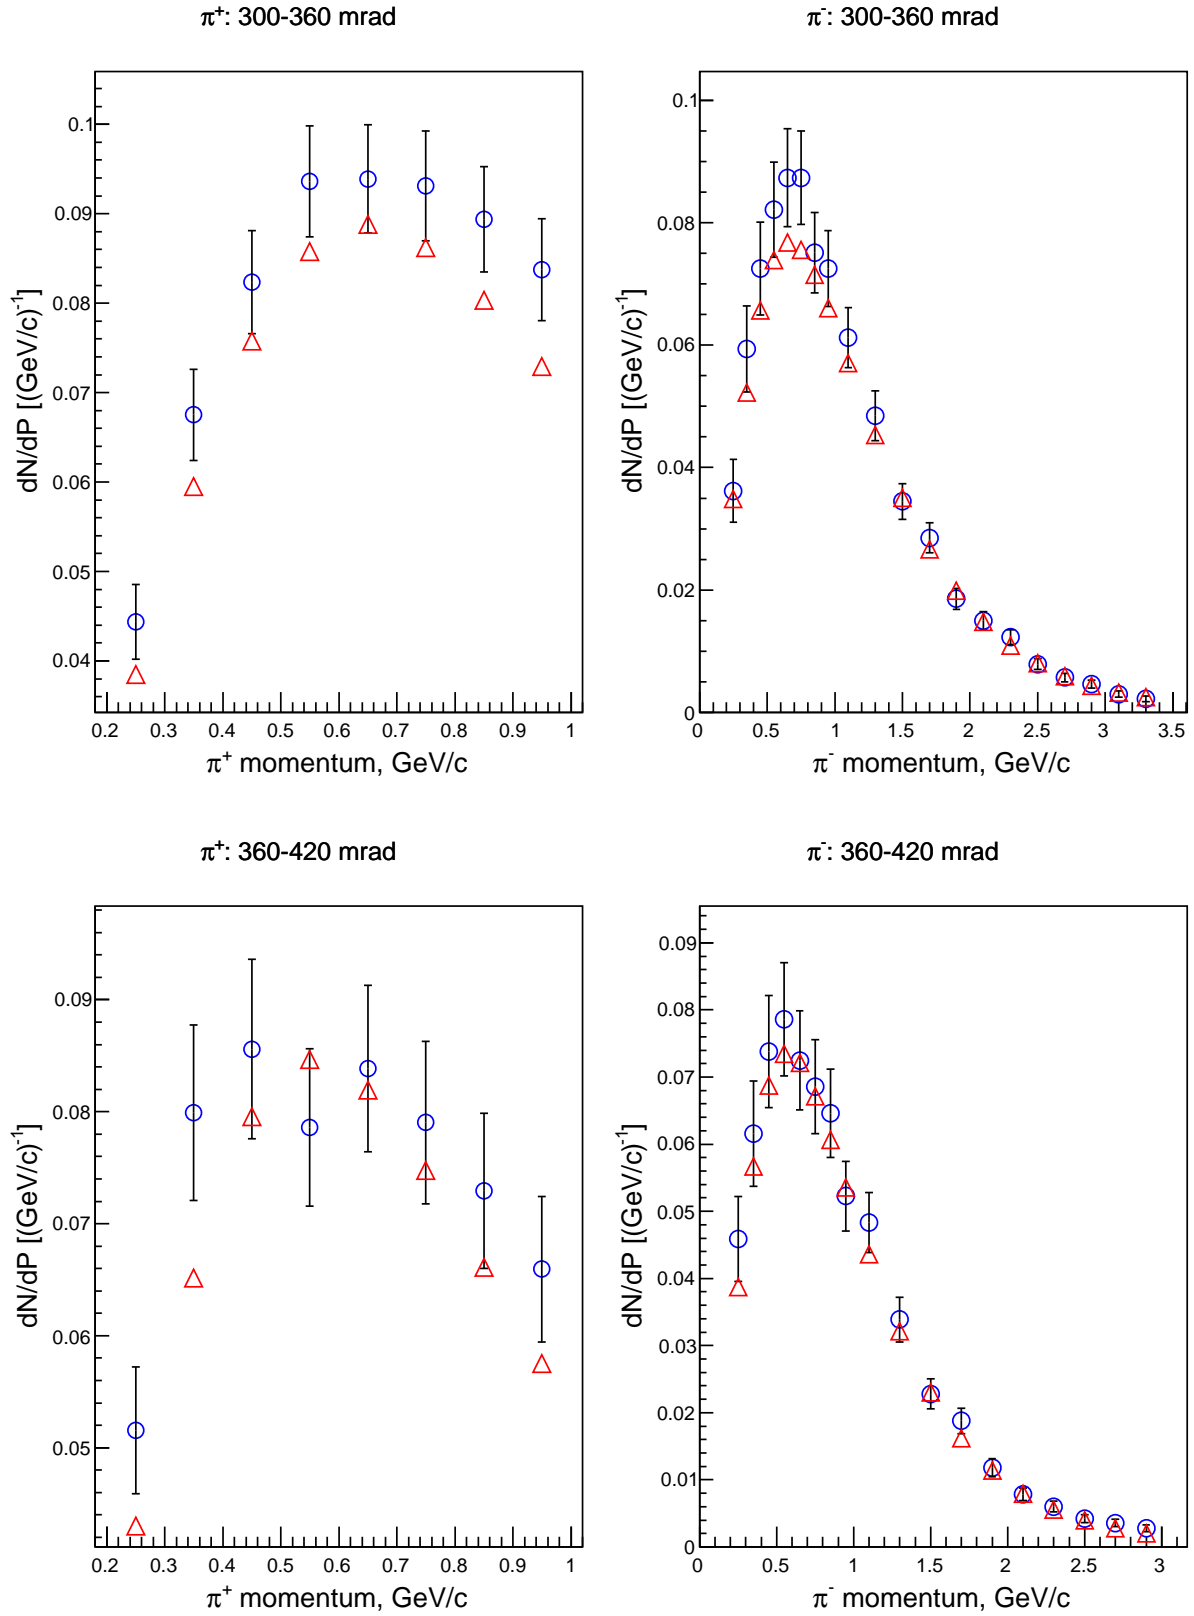 π⁺: 300-360 mrad
dN/dP [(GeV/c)⁻¹]
0.1
0.09
0.08
0.07
0.06
0.05
0.04
0.2 0.3 0.4 0.5 0.6 0.7 0.8 0.9 1
π⁺ momentum, GeV/c
π⁻: 300-360 mrad
dN/dP [(GeV/c)⁻¹]
0.1
0.08
0.06
0.04
0.02
0
0 0.5 1 1.5 2 2.5 3 3.5
π⁻ momentum, GeV/c
π⁺: 360-420 mrad
dN/dP [(GeV/c)⁻¹]
0.09
0.08
0.07
0.06
0.05
0.2 0.3 0.4 0.5 0.6 0.7 0.8 0.9 1
π⁺ momentum, GeV/c
π⁻: 360-420 mrad
dN/dP [(GeV/c)⁻¹]
0.09
0.08
0.07
0.06
0.05
0.04
0.03
0.02
0.01
0
0 0.5 1 1.5 2 2.5 3
π⁻ momentum, GeV/c